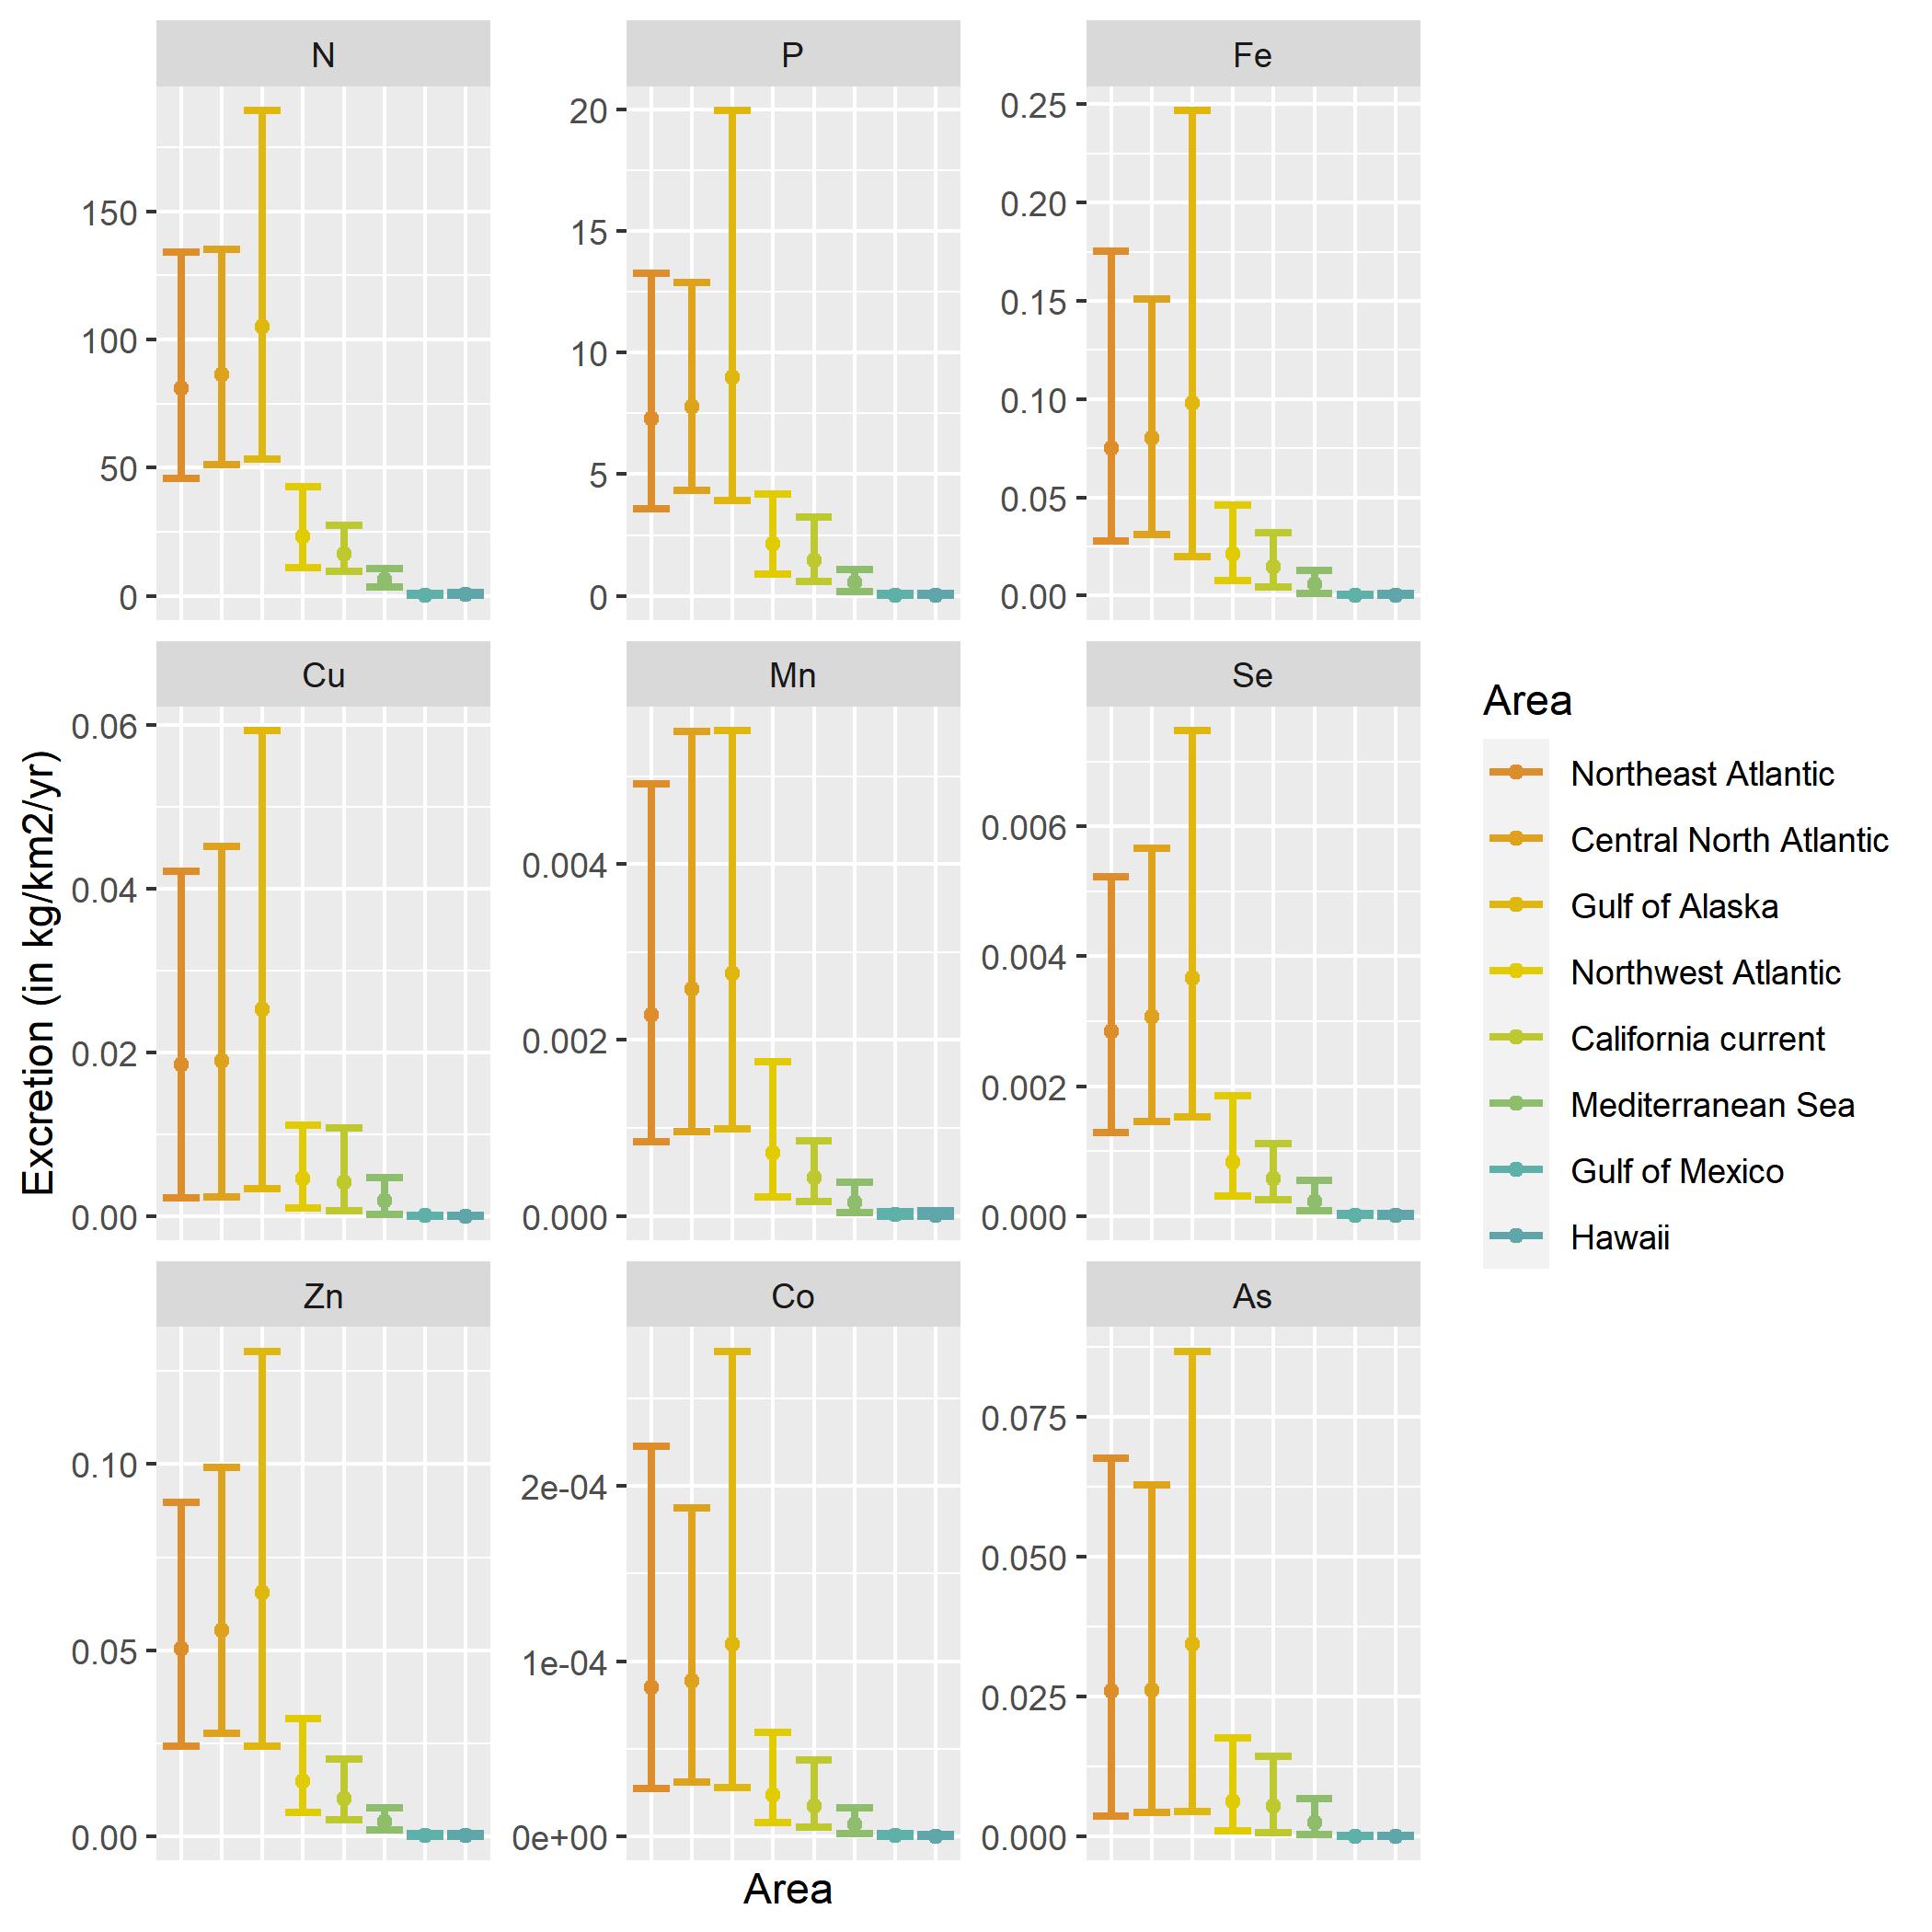 N
P
Fe
150
100
50
0
20
15
10
5
0
0.25
0.20
0.15
0.10
0.05
0.00
Cu
Mn
Se
0.06
0.04
0.02
0.00
0.004
0.002
0.000
0.006
0.004
0.002
0.000
Zn
Co
As
0.10
0.05
0.00
2e-04
1e-04
0e+00
0.075
0.050
0.025
0.000
Excretion (in kg/km2/yr)
Area
Area
Northeast Atlantic
Central North Atlantic
Gulf of Alaska
Northwest Atlantic
California current
Mediterranean Sea
Gulf of Mexico
Hawaii